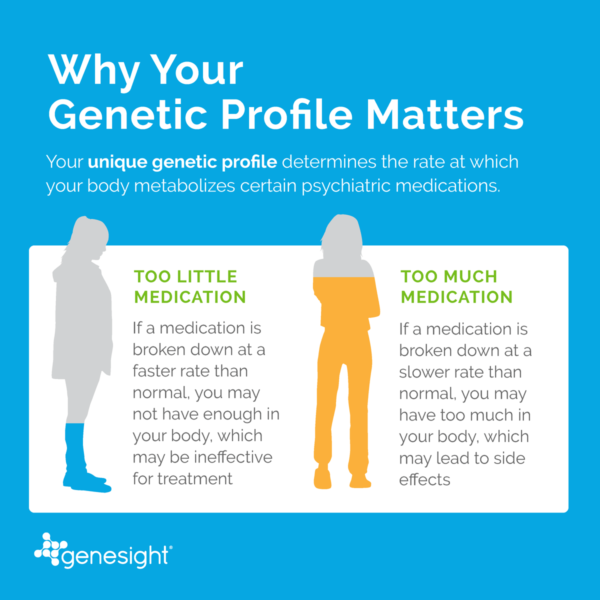 Why Your
Genetic Profile Matters
Your unique genetic profile determines the rate at which
your body metabolizes certain psychiatric medications.
TOO LITTLE
MEDICATION
If a medication is
broken down at a
faster rate than
normal, you may
not have enough in
your body, which
may be ineffective
for treatment
TOO MUCH
MEDICATION
If a medication is
broken down at a
slower rate than
normal, you may
have too much in
your body, which
may lead to side
effects
genesight®